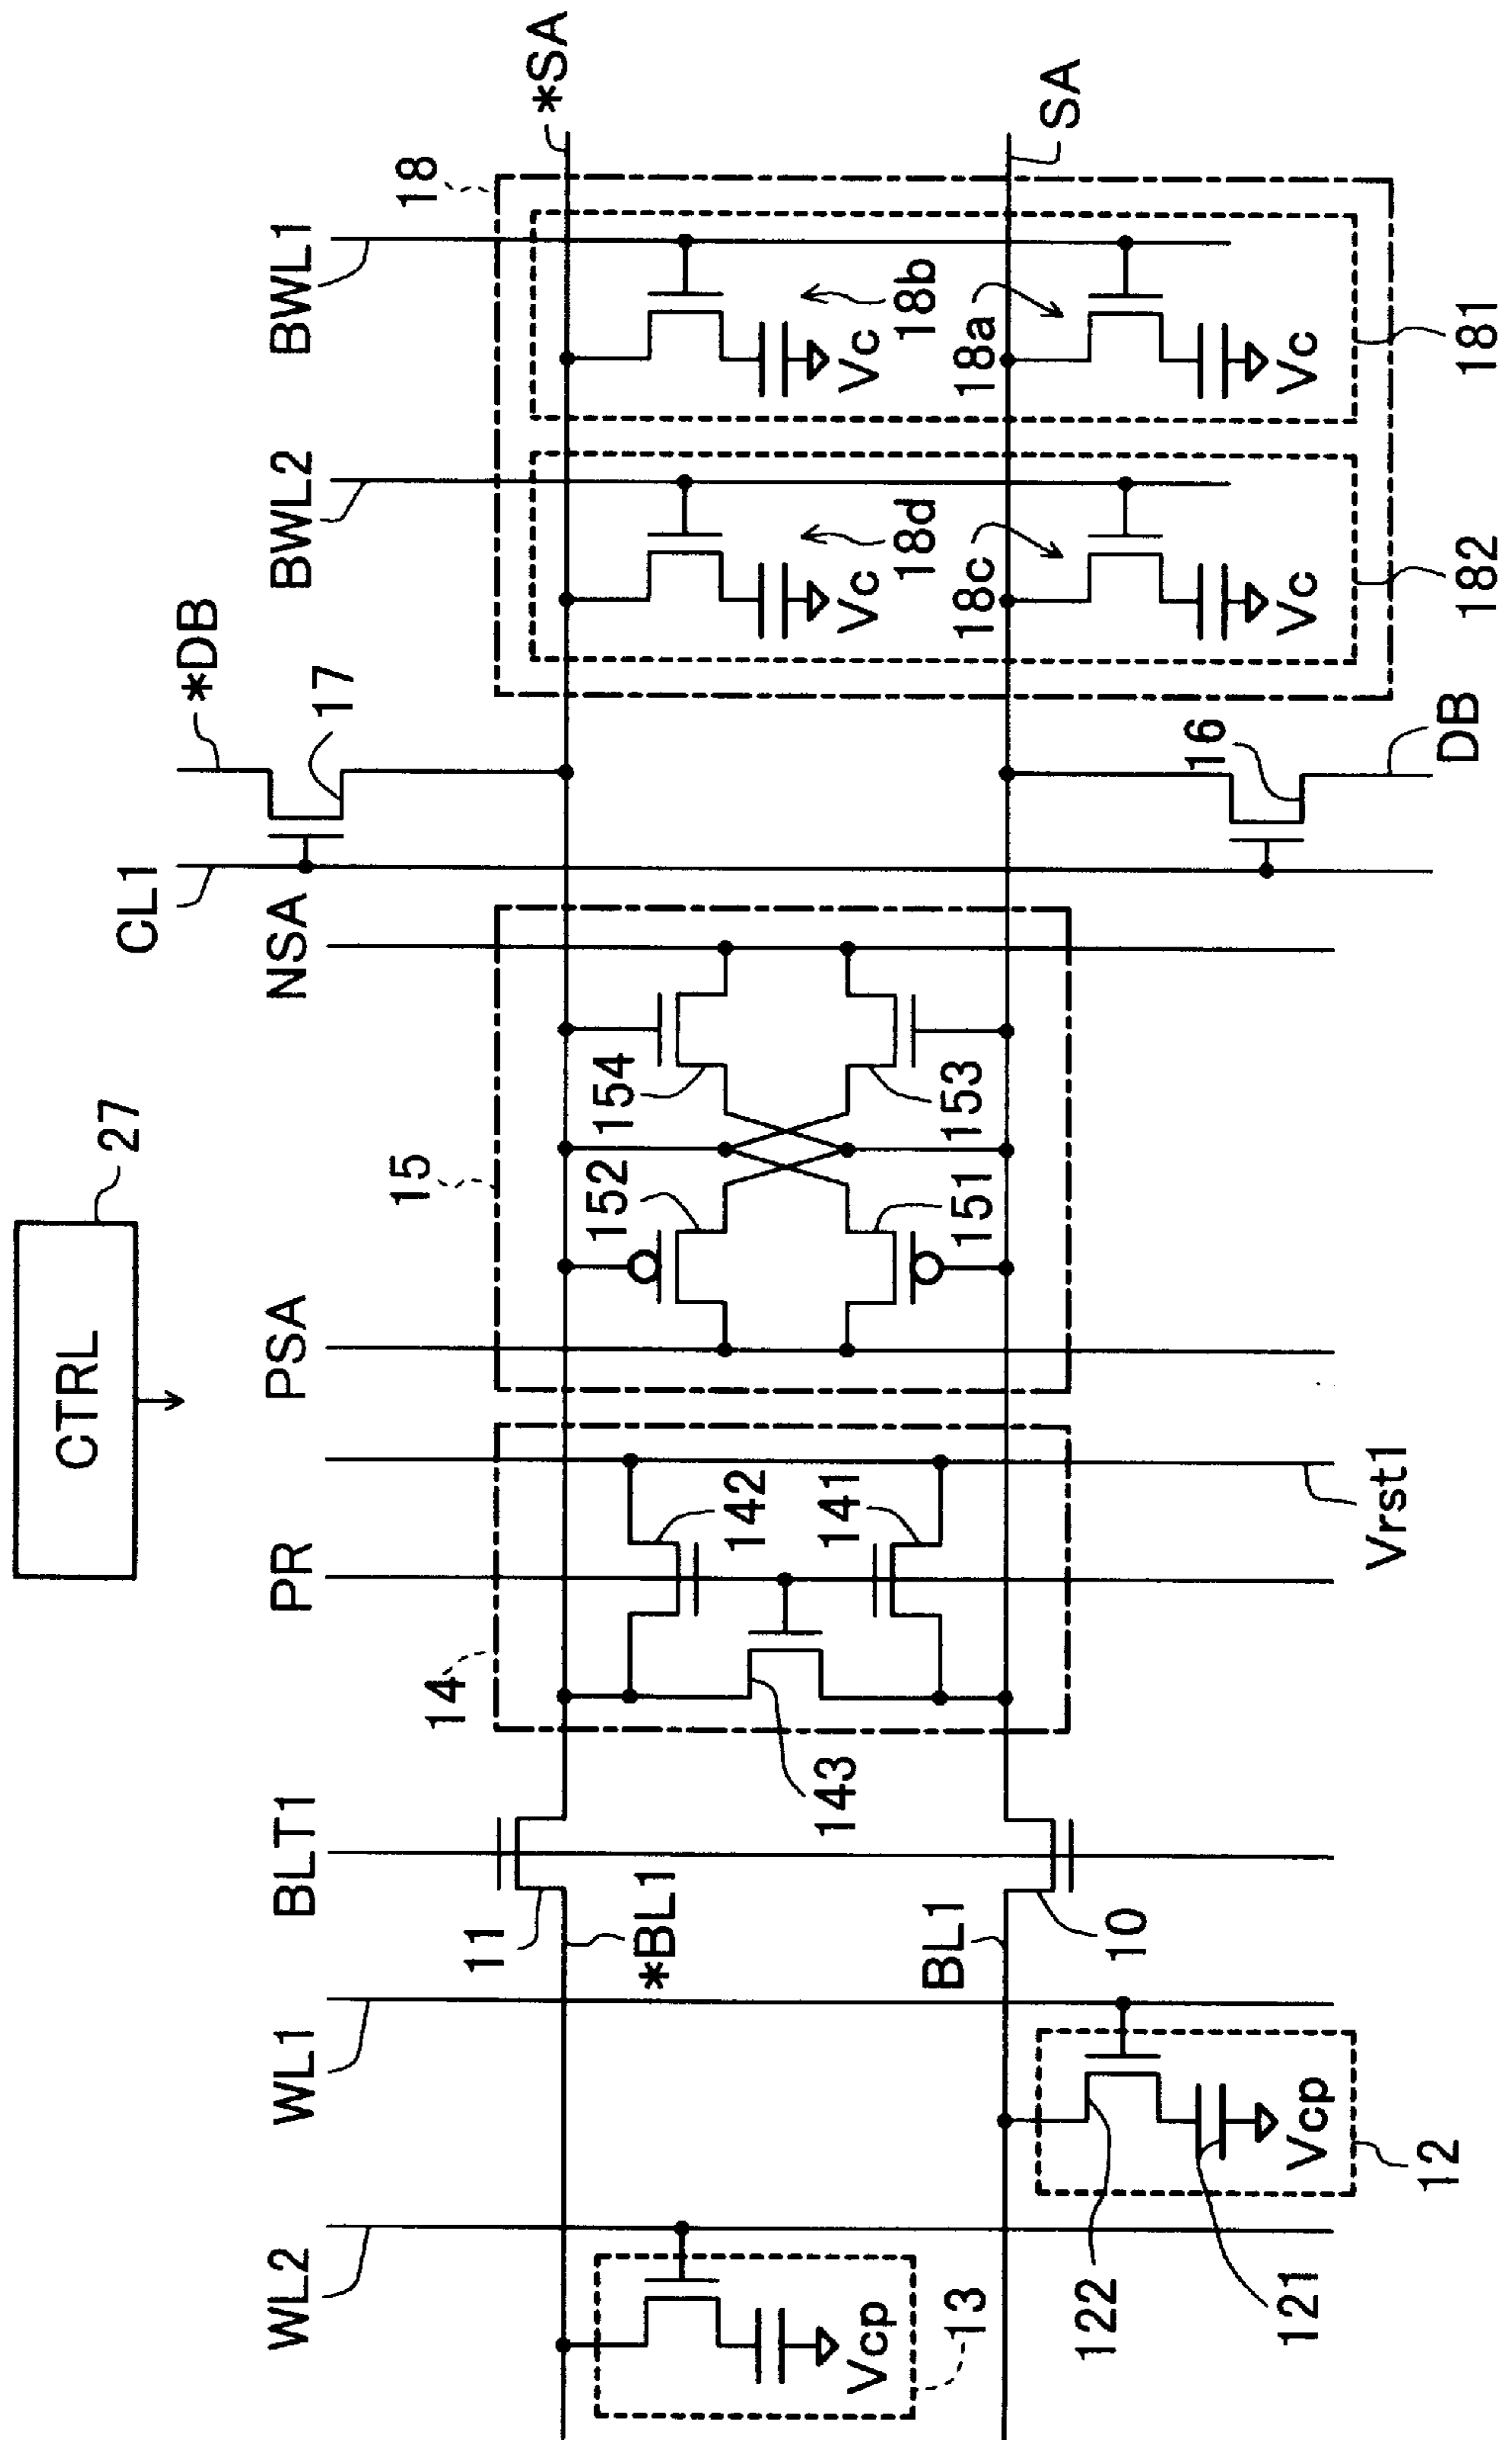 CTRL
27
WL2
WL1
BLT1
PR
PSA
NSA
CL1
*DB
17
BWL2
BWL1
18
*SA
11
*BL1
14
143
142
141
15
152
154
151
153
18d
18b
Vc
Vc
18c
18a
Vc
Vc
SA
BL1
10
Vcp
13
122
121
Vcp
12
Vrst1
16
DB
182
181